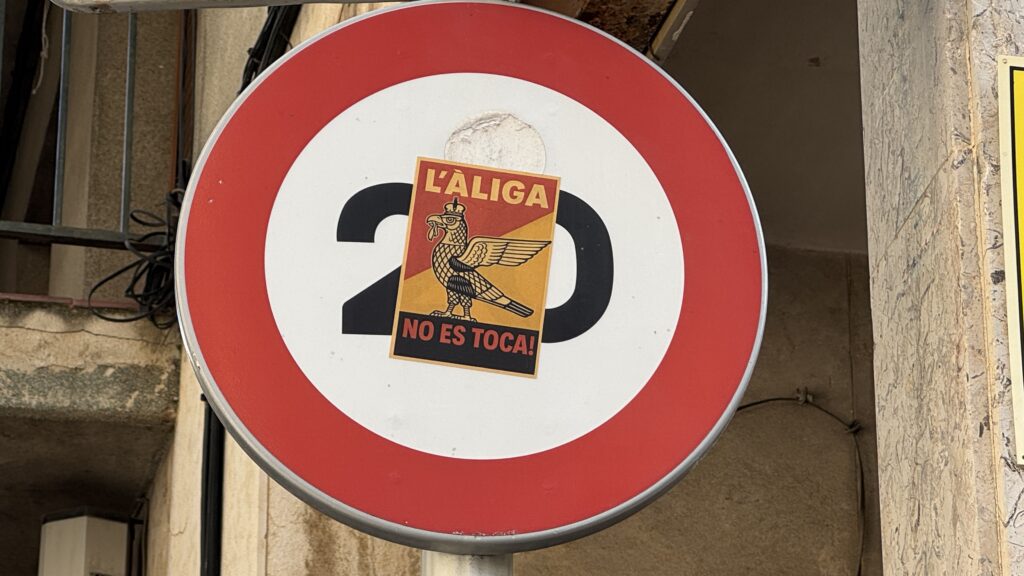 L'ÀLIGA
20
NO ES TOCA!